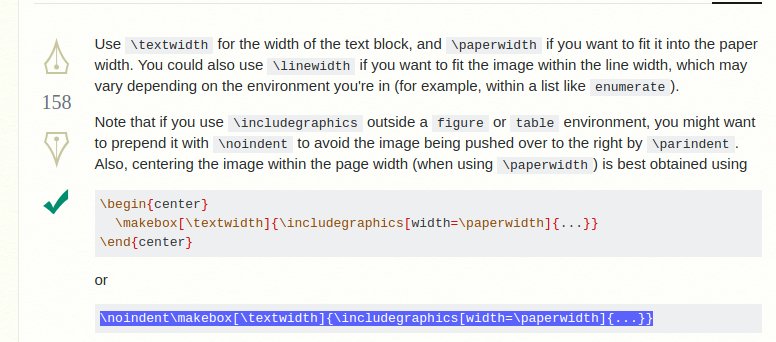 Use \textwidth for the width of the text block, and \paperwidth if you want to fit it into the paper
width. You could also use \linewidth if you want to fit the image within the line width, which may
vary depending on the environment you're in (for example, within a list like enumerate ).
158
Note that if you use \includegraphics outside a figure or table environment, you might want
to prepend it with \noindent to avoid the image being pushed over to the right by \parindent .
Also, centering the image within the page width (when using \paperwidth ) is best obtained using
\begin{center}
  \makebox[\textwidth]{\includegraphics[width=\paperwidth]{...}}
\end{center}
or
\noindent\makebox[\textwidth]{\includegraphics[width=\paperwidth]{...}}